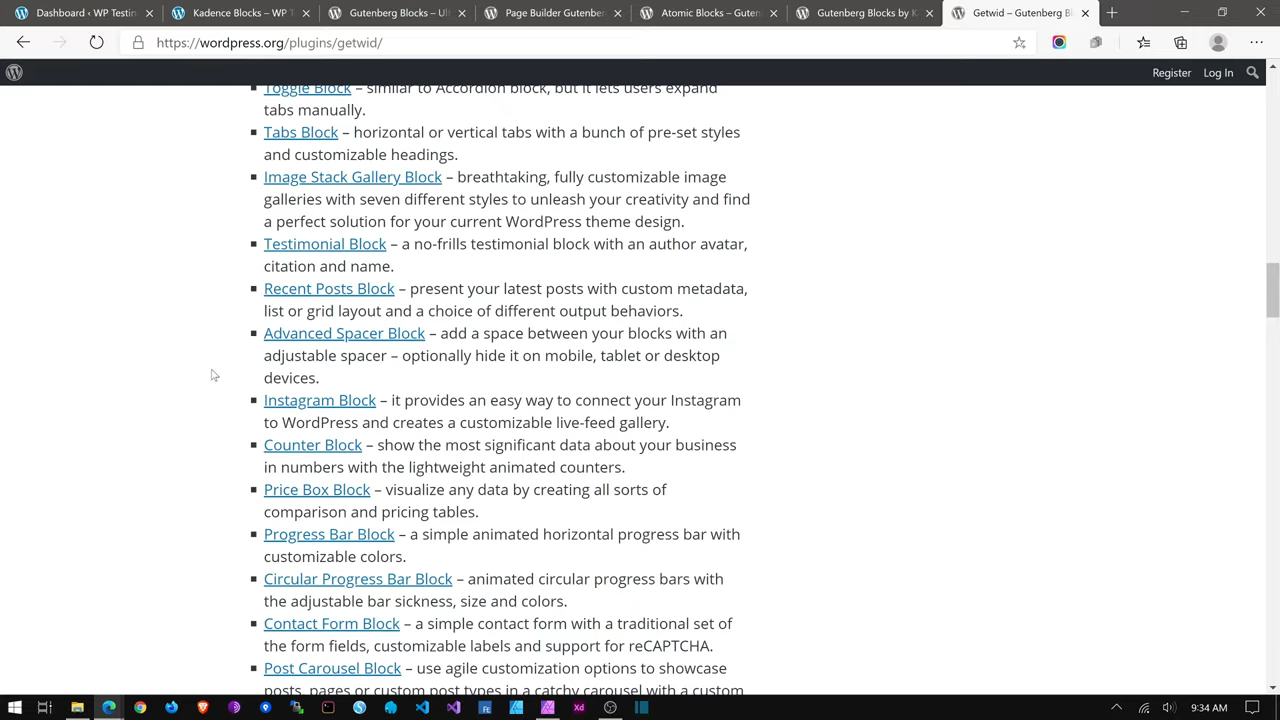 Dashboard ‹ WP Testin
Kadence Blocks – WP T
Gutenberg Blocks – Ult
Page Builder Gutenber
Atomic Blocks – Guten
Gutenberg Blocks by K
Getwid – Gutenberg Bl
https://wordpress.org/plugins/getwid/
Register
Log In
Toggle Block – similar to Accordion block, but it lets users expand
tabs manually.
Tabs Block – horizontal or vertical tabs with a bunch of pre-set styles
and customizable headings.
Image Stack Gallery Block – breathtaking, fully customizable image
galleries with seven different styles to unleash your creativity and find
a perfect solution for your current WordPress theme design.
Testimonial Block – a no-frills testimonial block with an author avatar,
citation and name.
Recent Posts Block – present your latest posts with custom metadata,
list or grid layout and a choice of different output behaviors.
Advanced Spacer Block – add a space between your blocks with an
adjustable spacer – optionally hide it on mobile, tablet or desktop
devices.
Instagram Block – it provides an easy way to connect your Instagram
to WordPress and creates a customizable live-feed gallery.
Counter Block – show the most significant data about your business
in numbers with the lightweight animated counters.
Price Box Block – visualize any data by creating all sorts of
comparison and pricing tables.
Progress Bar Block – a simple animated horizontal progress bar with
customizable colors.
Circular Progress Bar Block – animated circular progress bars with
the adjustable bar sickness, size and colors.
Contact Form Block – a simple contact form with a traditional set of
the form fields, customizable labels and support for reCAPTCHA.
Post Carousel Block – use agile customization options to showcase
posts, pages or custom post types in a catchy carousel with a custom
9:34 AM